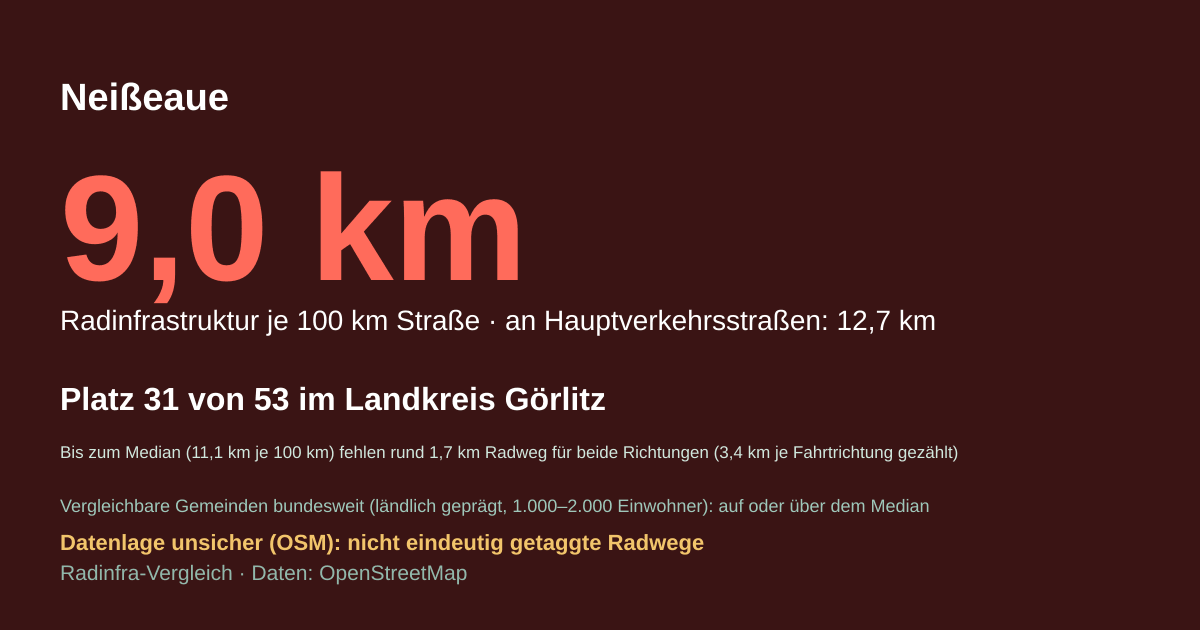 Neißeaue
9,0 km
Radinfrastruktur je 100 km Straße · an Hauptverkehrsstraßen: 12,7 km
Platz 31 von 53 im Landkreis Görlitz
Bis zum Median (11,1 km je 100 km) fehlen rund 1,7 km Radweg für beide Richtungen (3,4 km je Fahrtrichtung gezählt)
Vergleichbare Gemeinden bundesweit (ländlich geprägt, 1.000–2.000 Einwohner): auf oder über dem Median
Datenlage unsicher (OSM): nicht eindeutig getaggte Radwege
Radinfra-Vergleich · Daten: OpenStreetMap